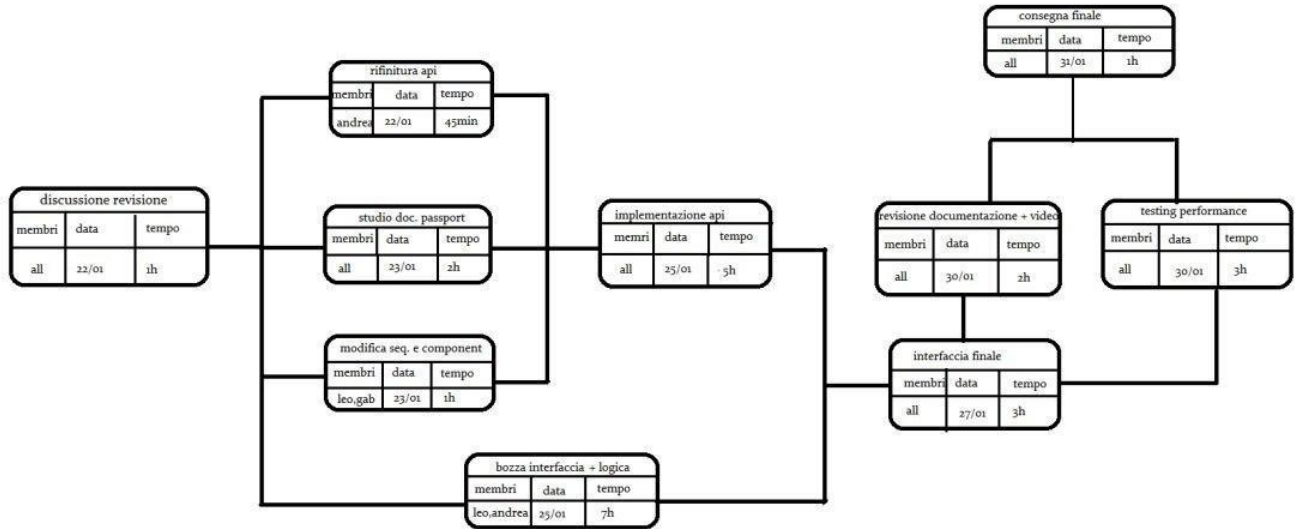 consegna finale
membri data tempo
all 31/01 1h
rifinitura api
membri data tempo
andrea 22/01 45min
discussione revisione
membri data tempo
all 22/01 1h
studio doc. passport
membri data tempo
all 23/01 2h
implementazione api
memri data tempo
all 25/01 5h
revisione documentazione + video
membri data tempo
all 30/01 2h
testing performance
membri data tempo
all 30/01 3h
modifica seq. e component
membri data tempo
leo,gab 23/01 1h
interfaccia finale
membri data tempo
all 27/01 3h
bozza interfaccia + logica
membri data tempo
leo,andrea 25/01 7h